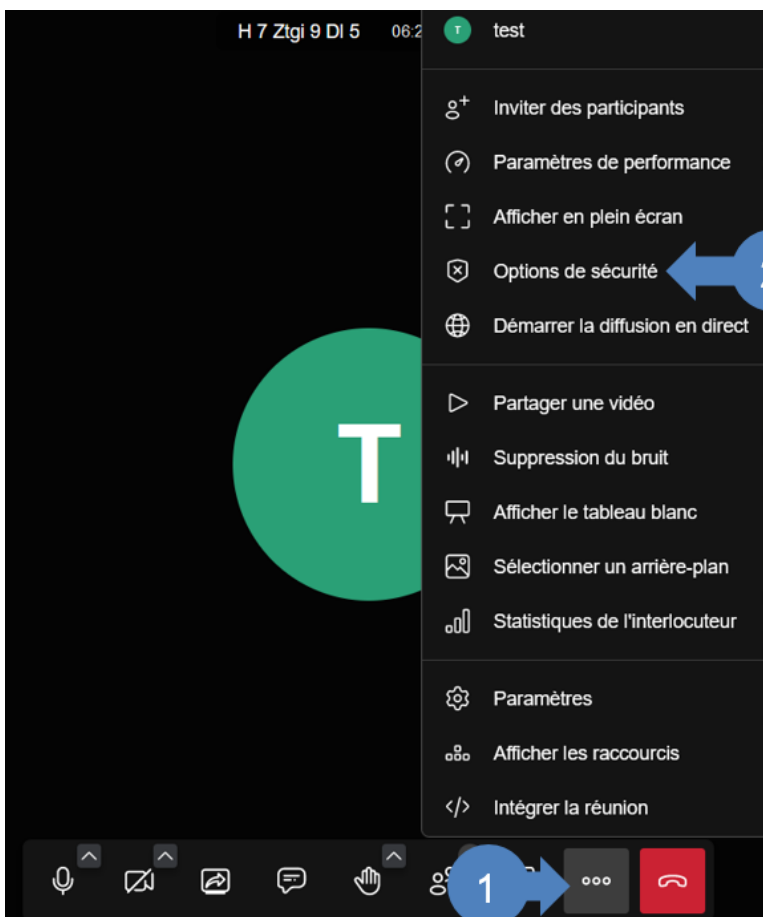 H 7 Ztgi 9 Dl 5 06:2
T test
Inviter des participants
Paramètres de performance
Afficher en plein écran
Options de sécurité
Démarrer la diffusion en direct
T
Partager une vidéo
Suppression du bruit
Afficher le tableau blanc
Sélectionner un arrière-plan
Statistiques de l'interlocuteur
Paramètres
Afficher les raccourcis
Intégrer la réunion
1